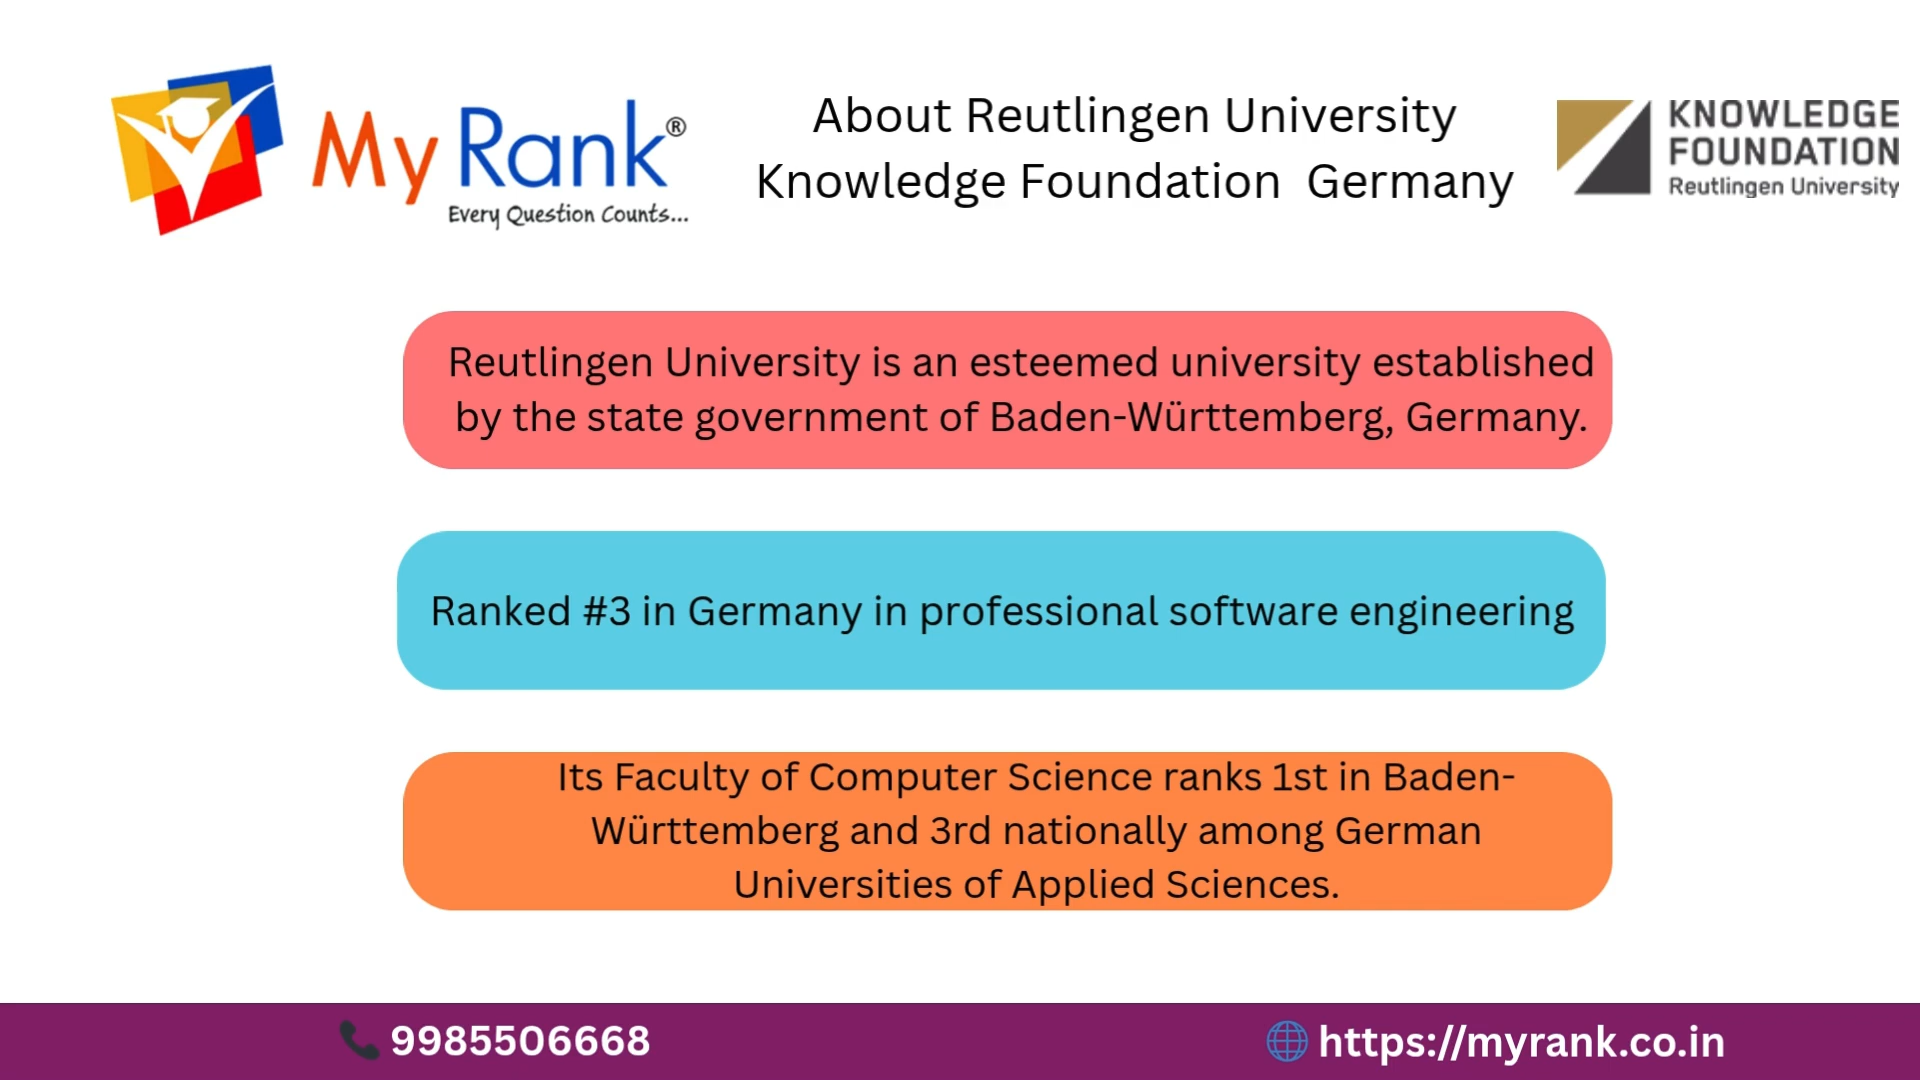 My Rank®
Every Question Counts...
About Reutlingen University
Knowledge Foundation Germany
KNOWLEDGE
FOUNDATION
Reutlingen University
Reutlingen University is an esteemed university established
by the state government of Baden-Württemberg, Germany.
Ranked #3 in Germany in professional software engineering
Its Faculty of Computer Science ranks 1st in Baden-
Württemberg and 3rd nationally among German
Universities of Applied Sciences.
9985506668
https://myrank.co.in